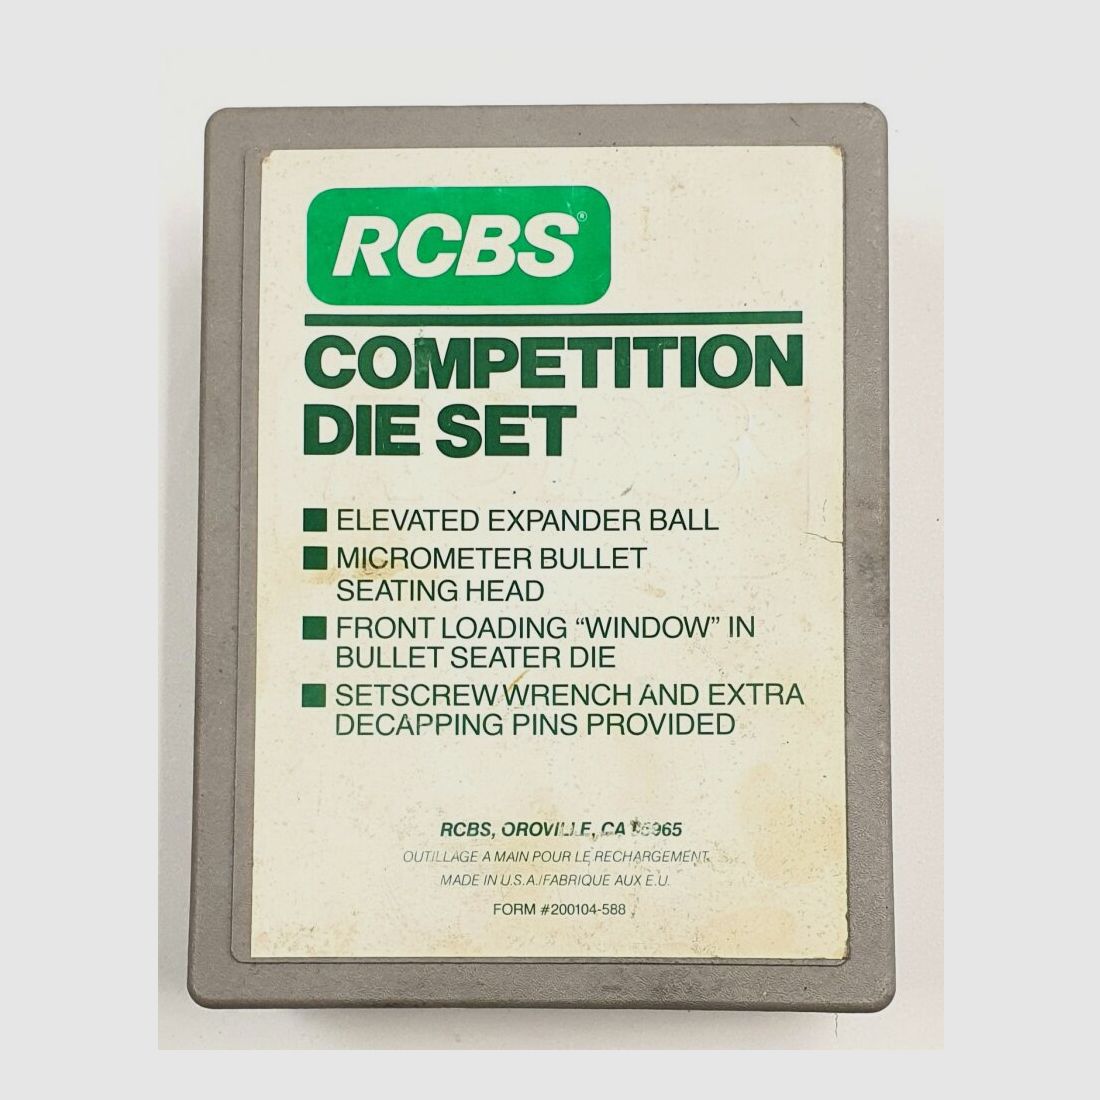 RCBS®
COMPETITION
DIE SET
ELEVATED EXPANDER BALL
MICROMETER BULLET
SEATING HEAD
FRONT LOADING “WINDOW” IN
BULLET SEATER DIE
SETSCREW WRENCH AND EXTRA
DECAPPING PINS PROVIDED
RCBS, OROVILLE, CA 95965
OUTILLAGE A MAIN POUR LE RECHARGEMENT
MADE IN U.S.A./FABRIQUE AUX E.U.
FORM #200104-588